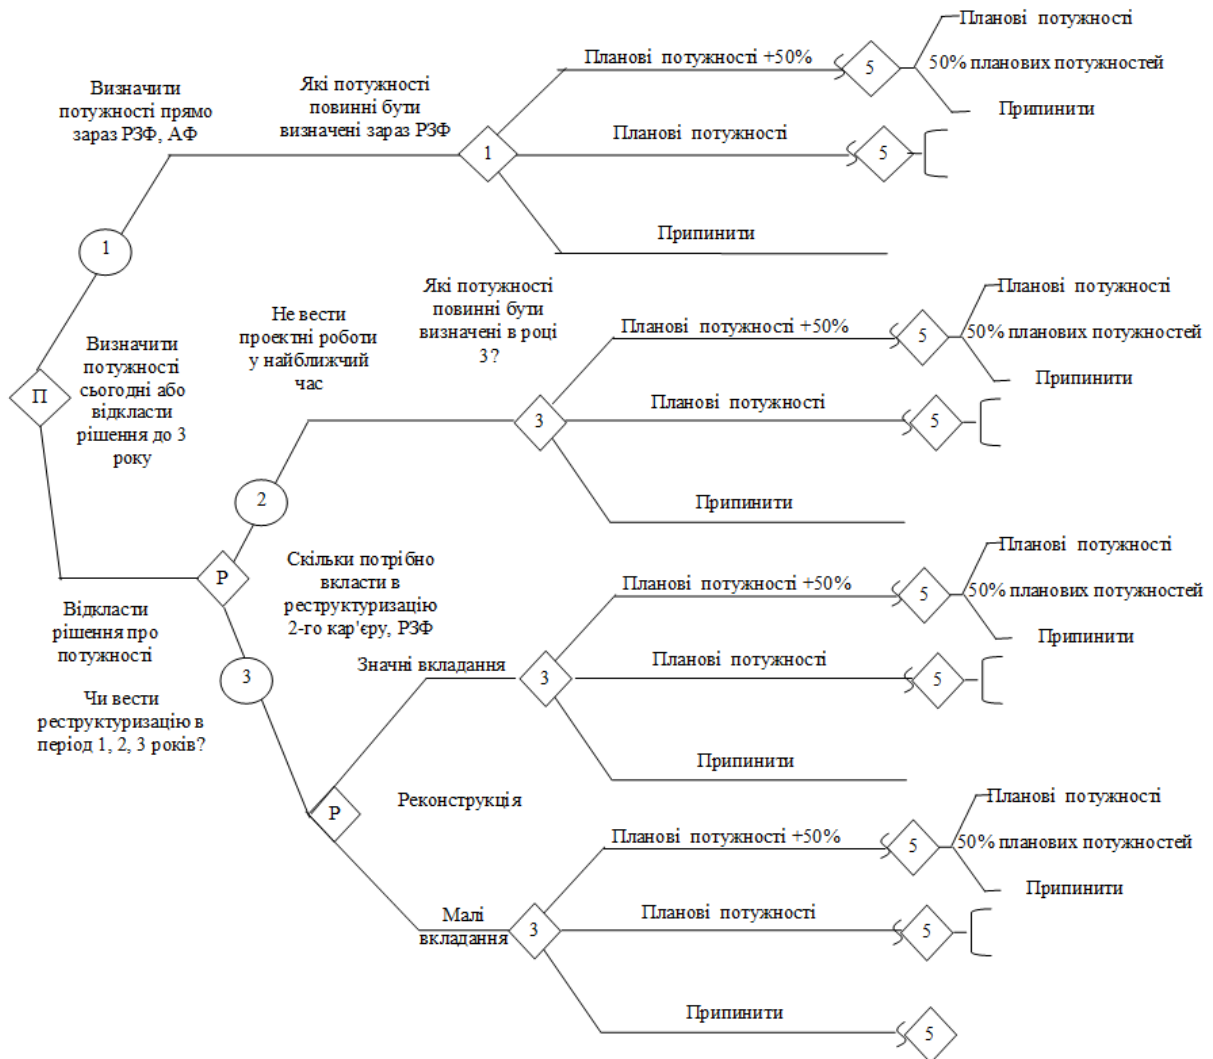 Планові потужності
Планові потужності +50%
5
50% планових потужностей
Припинити
Визначити
потужності прямо
зараз РЗФ, АФ
Які потужності
повинні бути
визначені зараз РЗФ
1
Планові потужності
5
Припинити
1
Які потужності
повинні бути
визначені в році
3?
Не вести
проектні роботи
у найближчий
час
Планові потужності
Планові потужності +50%
5
50% планових потужностей
Припинити
П
Визначити
потужності
сьогодні або
відкласти
рішення до 3
року
3
Планові потужності
5
Припинити
2
Р
Скільки потрібно
вкласти в
реструктуризацію
2-го кар'єру, РЗФ
Планові потужності
Планові потужності +50%
5
50% планових потужностей
Припинити
Відкласти
рішення про
потужності
3
Значні вкладання
3
Планові потужності
5
Припинити
Чи вести
реструктуризацію в
період 1, 2, 3 років?
Р
Реконструкція
Планові потужності
Планові потужності +50%
5
50% планових потужностей
Припинити
Малі
вкладання
3
Планові потужності
5
Припинити
5